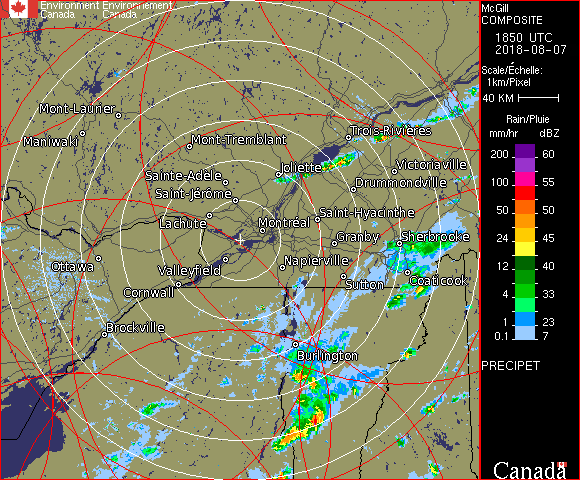 Environment Environnement
Canada Canada
McGill
COMPOSITE
1850 UTC
2018-08-07
Scale/Échelle:
1km/Pixel
40 KM
Rain/Pluie
mm/hr dBZ
200 60
100 55
50 50
24 45
12 40
4 33
1 23
0.1 7
PRECIPET
Canada
Mont-Laurier
Maniwaki
Mont-Tremblant
Trois-Rivières
Sainte-Adèle
Joliette
Victoriaville
Saint-Jérôme
Drummondville
Lachute
Montréal
Saint-Hyacinthe
Granby
Sherbrooke
Ottawa
Valleyfield
Napierville
Cornwall
Sutton
Coaticook
Brockville
Burlington